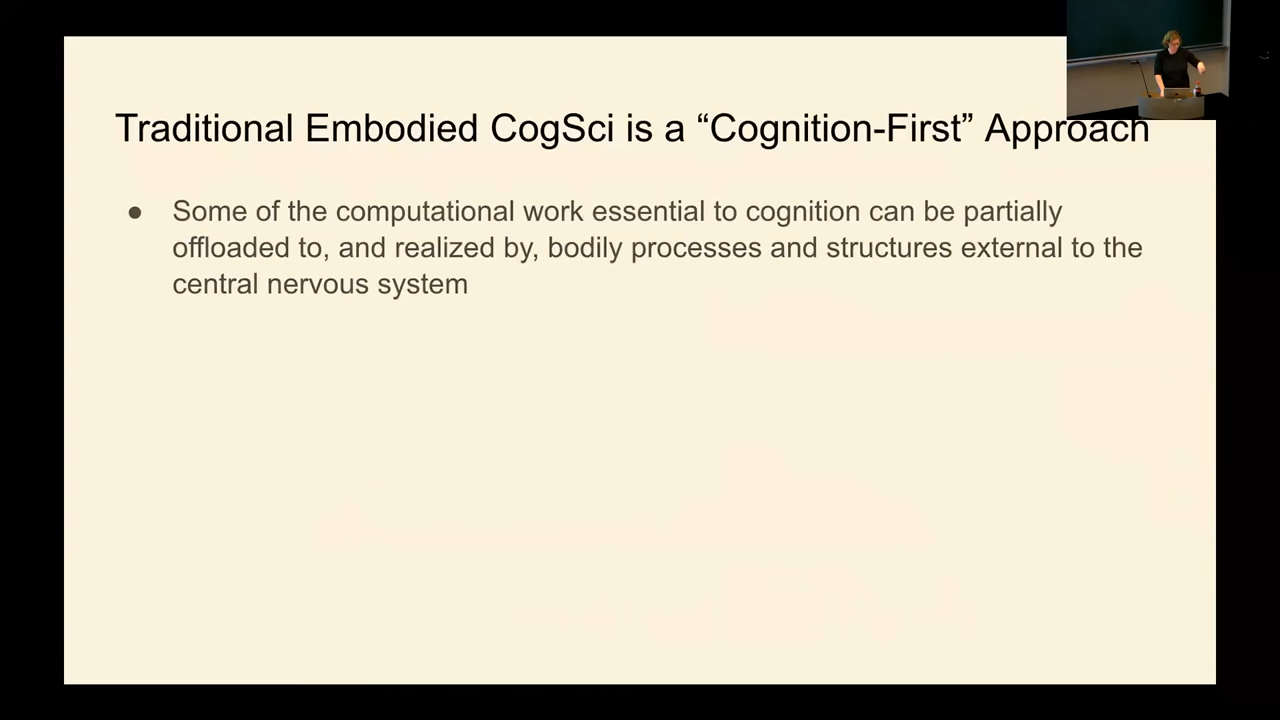 Traditional Embodied CogSci is a “Cognition-First” Approach
● Some of the computational work essential to cognition can be partially
offloaded to, and realized by, bodily processes and structures external to the
central nervous system